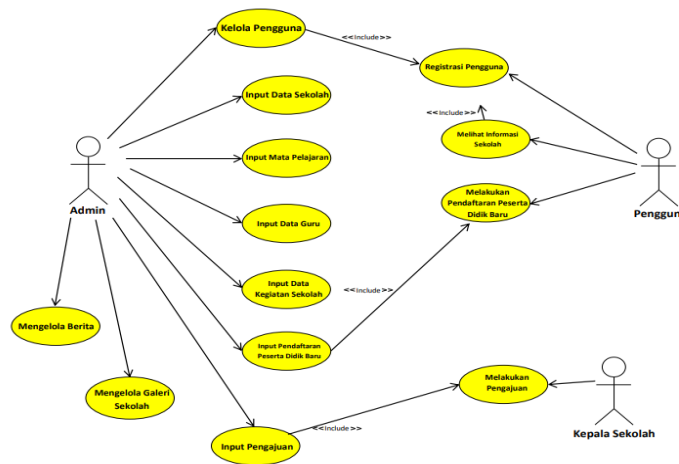 Kelola Pengguna
<<Include>>
Registrasi Pengguna
Input Data Sekolah
<<Include>>
Melihat Informasi
Sekolah
Input Mata Pelajaran
Admin
Melakukan
Pendaftaran Peserta
Didik Baru
Penggun
Input Data Guru
Input Data
Kegiatan Sekolah
<<Include>>
Mengelola Berita
Input Pendaftaran
Peserta Didik Baru
Mengelola Galeri
Sekolah
Melakukan
Pengajuan
Kepala Sekolah
<<Include>>
Input Pengajuan